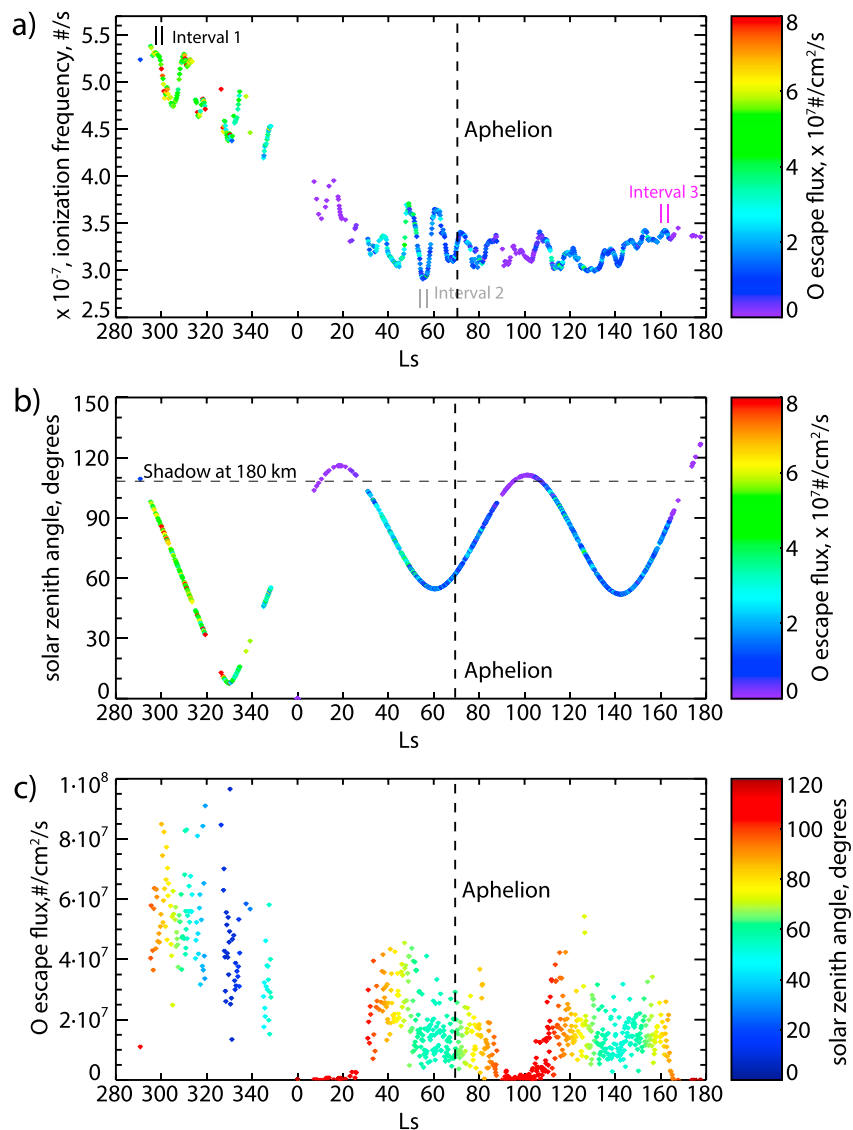 a)
x 10-7, ionization frequency, #/s
5.5
5.0
4.5
4.0
3.5
3.0
2.5
Interval 1
Aphelion
Interval 3
Interval 2
280 300 320 340 0 20 40 60 80 100 120 140 160 180
Ls
8
6
4
2
0
O escape flux, x 10⁷#/cm²/s
b)
solar zenith angle, degrees
150
120
90
60
30
0
Shadow at 180 km
Aphelion
280 300 320 340 0 20 40 60 80 100 120 140 160 180
Ls
8
6
4
2
0
O escape flux, x 10⁷#/cm²/s
c)
O escape flux,#/cm²/s
1·10⁸
8·10⁷
6·10⁷
4·10⁷
2·10⁷
0
Aphelion
280 300 320 340 0 20 40 60 80 100 120 140 160 180
Ls
120
100
80
60
40
20
0
solar zenith angle, degrees